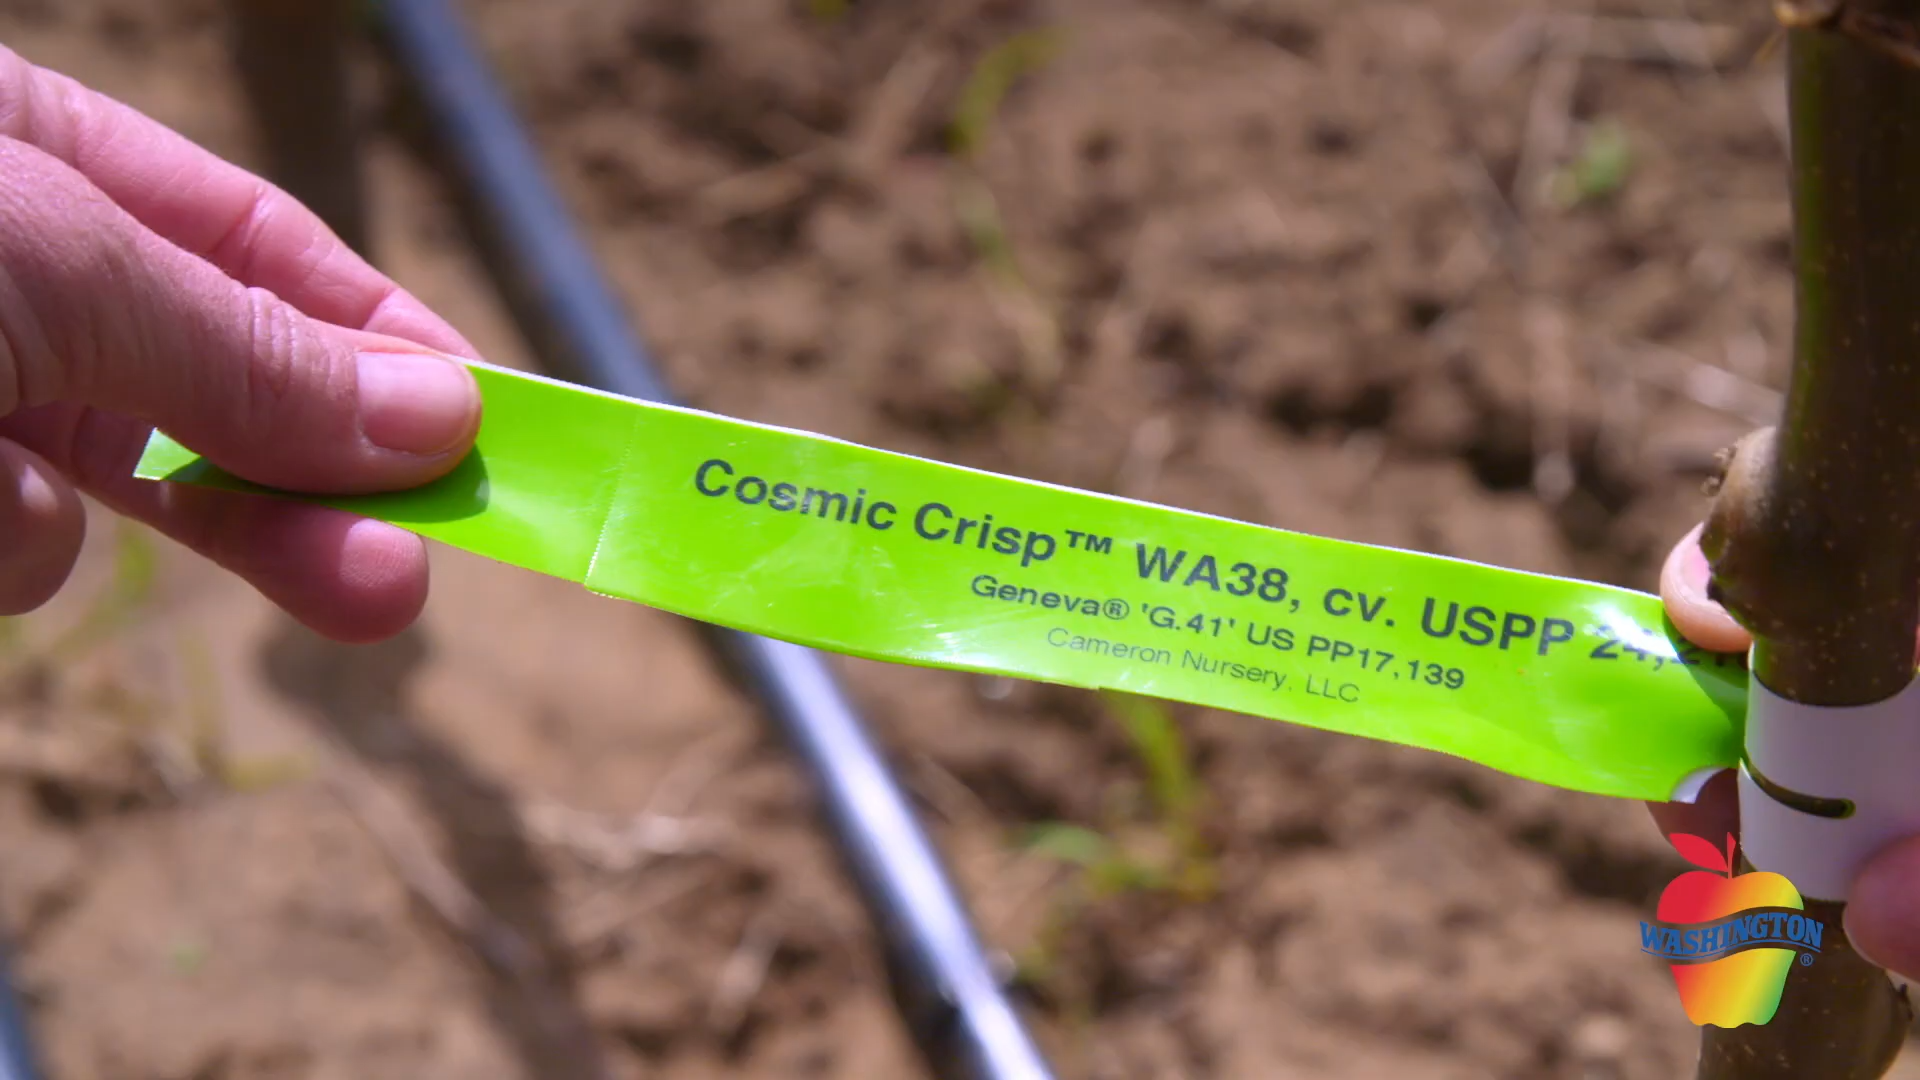 Cosmic Crisp™ WA38, cv. USPP
Geneva® 'G.41' US PP17,139
Cameron Nursery, LLC
WASHINGTON
®